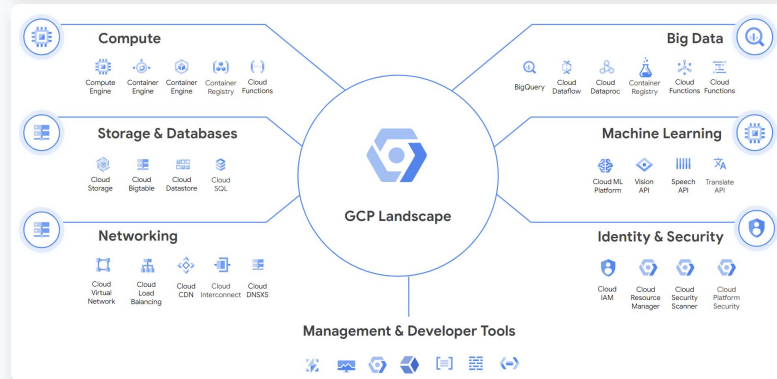 Compute
Compute Engine
Container Engine
Container Engine
Container Registry
Cloud Functions
Storage & Databases
Cloud Storage
Cloud Bigtable
Cloud Datastore
Cloud SQL
Networking
Cloud Virtual Network
Cloud Load Balancing
Cloud CDN
Cloud Interconnect
Cloud DNSXS
GCP Landscape
Big Data
BigQuery
Cloud Dataflow
Cloud Dataproc
Container Registry
Cloud Functions
Cloud Functions
Machine Learning
Cloud ML Platform
Vision API
Speech API
Translate API
Identity & Security
Cloud IAM
Cloud Resource Manager
Cloud Security Scanner
Cloud Platform Security
Management & Developer Tools